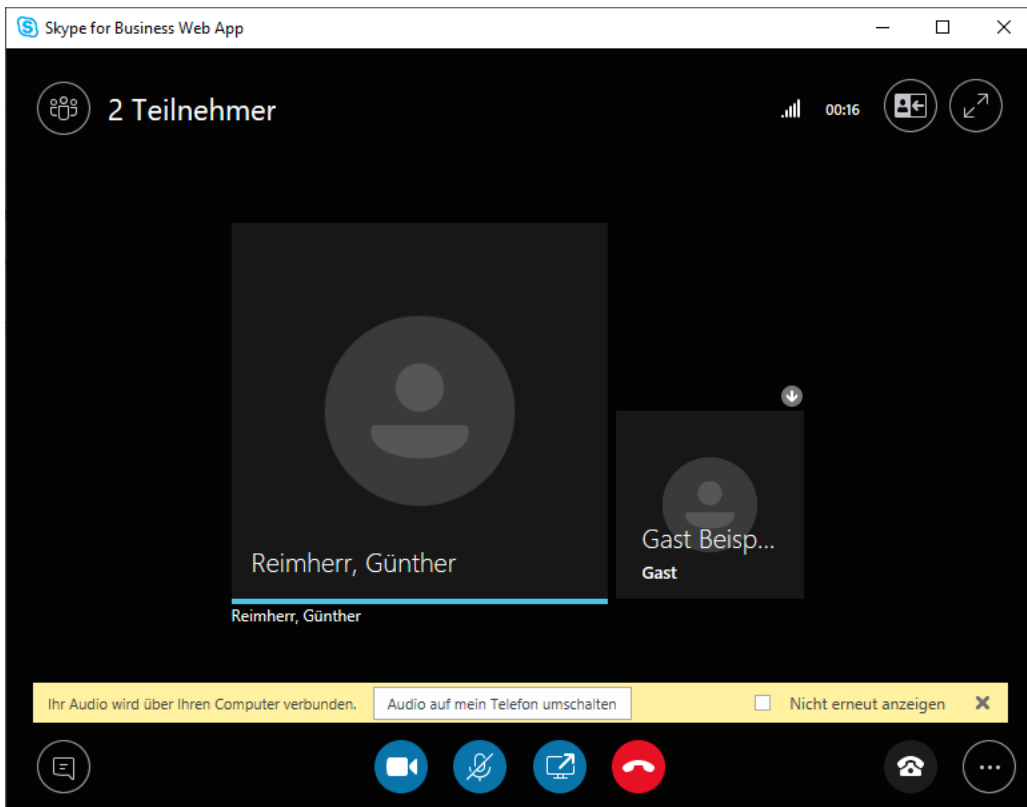 Skype for Business Web App
2 Teilnehmer
00:16
Reimherr, Günther
Gast Beisp...
Gast
Reimherr, Günther
Ihr Audio wird über Ihren Computer verbunden.
Audio auf mein Telefon umschalten
Nicht erneut anzeigen